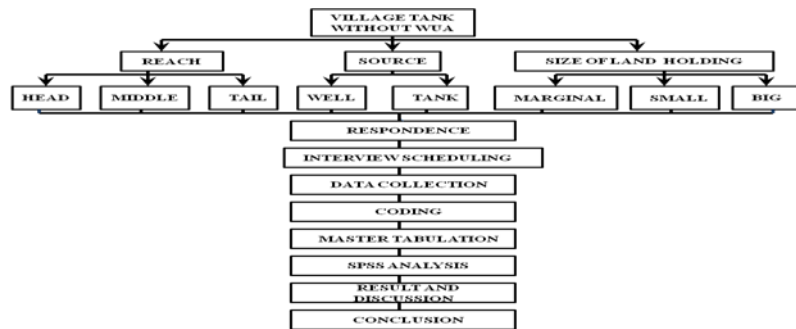 VILLAGE TANK
WITHOUT WUA
REACH
SOURCE
SIZE OF LAND HOLDING
HEAD
MIDDLE
TAIL
WELL
TANK
MARGINAL
SMALL
BIG
RESPONDENCE
INTERVIEW SCHEDULING
DATA COLLECTION
CODING
MASTER TABULATION
SPSS ANALYSIS
RESULT AND
DISCUSSION
CONCLUSION